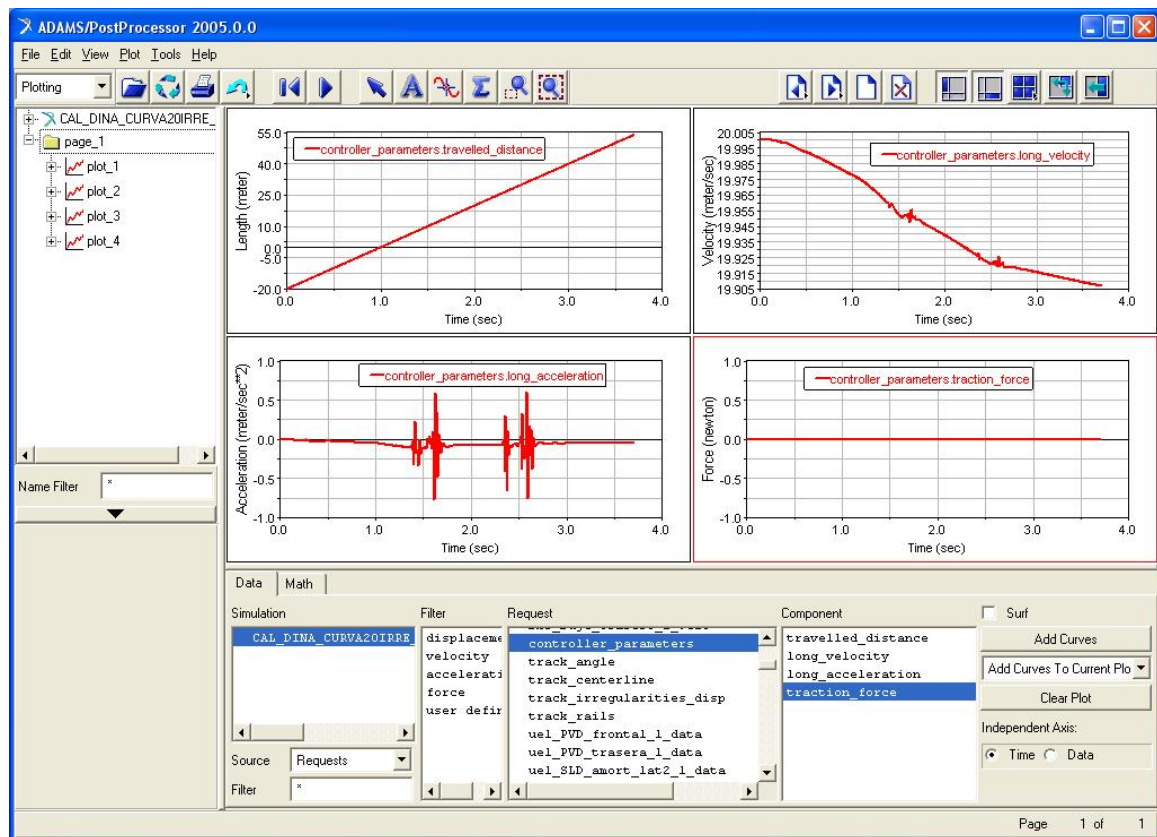 ADAMS/PostProcessor 2005.0.0
File Edit View Plot Tools Help
Plotting
CAL_DINA_CURVA20IRRE_
page_1
plot_1
plot_2
plot_3
plot_4
Name Filter *
55.0
40.0
25.0
10.0
0.0
-5.0
-20.0
Length (meter)
controller_parameters.travelled_distance
0.0 1.0 2.0 3.0 4.0
Time (sec)
20.005
19.995
19.985
19.975
19.965
19.955
19.945
19.935
19.925
19.915
19.905
Velocity (meter/sec)
controller_parameters.long_velocity
0.0 1.0 2.0 3.0 4.0
Time (sec)
1.0
0.5
0.0
-0.5
-1.0
Acceleration (meter/sec**2)
controller_parameters.long_acceleration
0.0 1.0 2.0 3.0 4.0
Time (sec)
1.0
0.5
0.0
-0.5
-1.0
Force (newton)
controller_parameters.traction_force
0.0 1.0 2.0 3.0 4.0
Time (sec)
Data Math
Simulation
CAL_DINA_CURVA20IRRE_
Source Requests
Filter *
Filter
displaceme
velocity
accelerati
force
user defin
Request
controller_parameters
track_angle
track_centerline
track_irregularities_disp
track_rails
uel_PVD_frontal_l_data
uel_PVD_trasera_l_data
uel_SLD_amort_lat2_l_data
Component
travelled_distance
long_velocity
long_acceleration
traction_force
Surf
Add Curves
Add Curves To Current Plo
Clear Plot
Independent Axis:
Time Data
Page 1 of 1